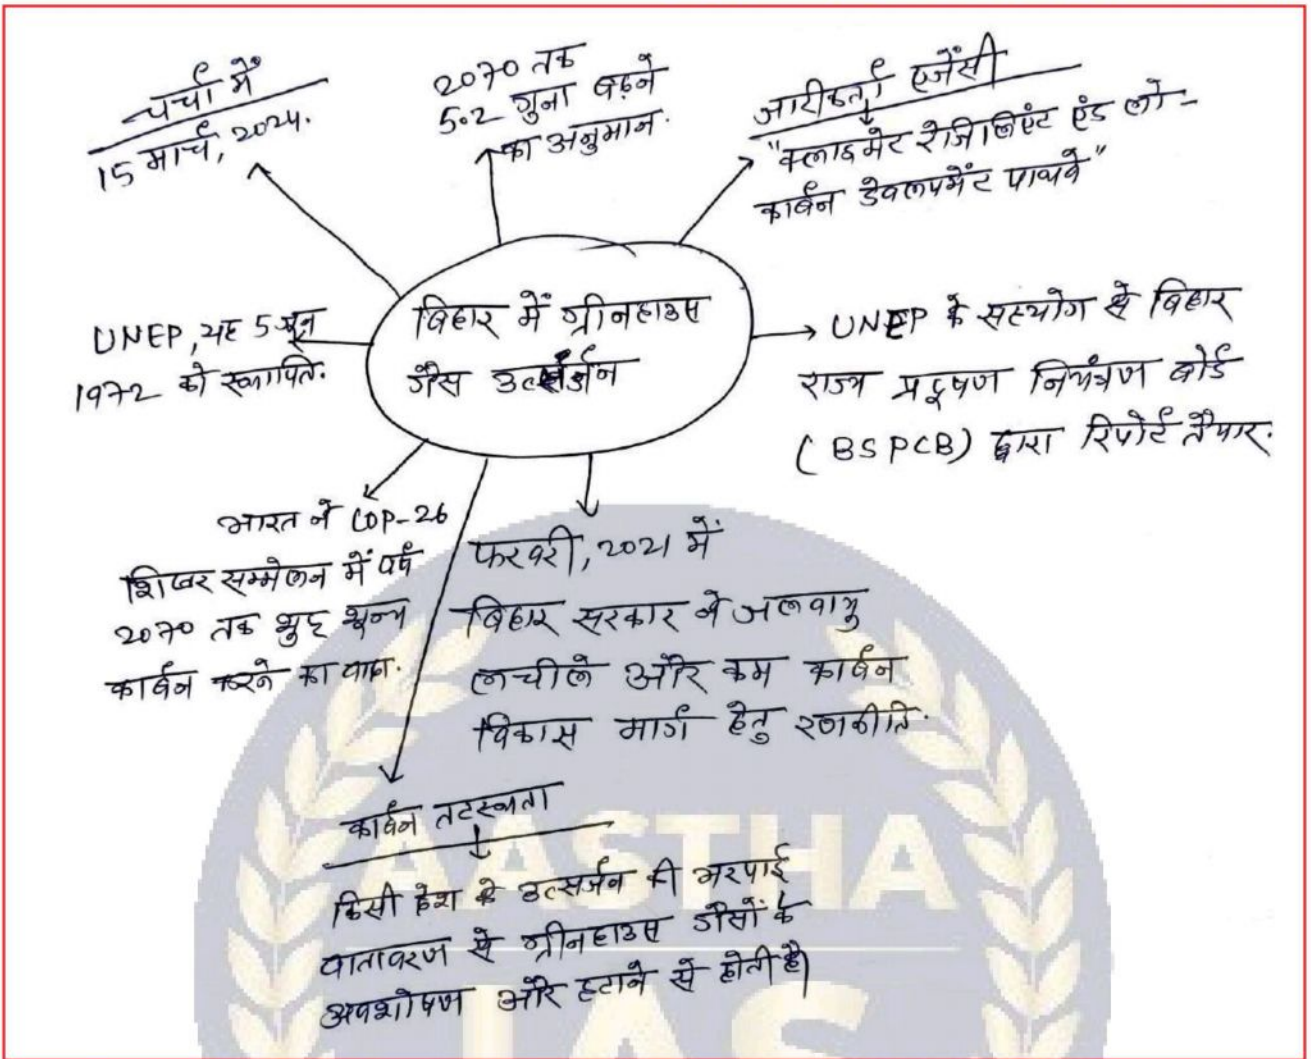 चर्चा में
15 मार्च, 2024.
2070 तक
5.2 गुना बढ़ने
का अनुमान.
जारीकर्ता एजेंसी
"क्लाइमेट रेजिलिएंट एंड लो-
कार्बन डेवलपमेंट पाथवे"
बिहार में ग्रीनहाउस
गैस उत्सर्जन
UNEP, यह 5 जून
1972 को स्थापित.
UNEP के सहयोग से बिहार
राज्य प्रदूषण नियंत्रण बोर्ड
(BSPCB) द्वारा रिपोर्ट तैयार.
भारत ने COP-26
शिखर सम्मेलन में वर्ष
2070 तक शुद्ध शून्य
कार्बन करने का वादा.
फरवरी, 2021 में
बिहार सरकार ने जलवायु
लचीले और कम कार्बन
विकास मार्ग हेतु रणनीति.
कार्बन तटस्थता
किसी देश के उत्सर्जन की भरपाई
वातावरण से ग्रीनहाउस गैसों के
अवशोषण और हटाने से होती है।
AASTHA
IAS